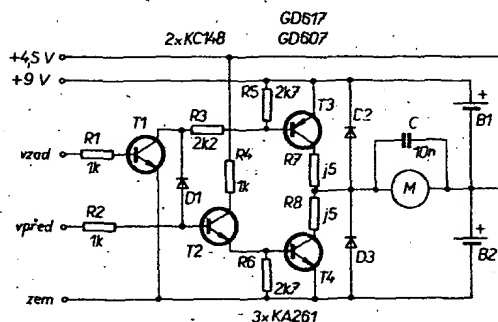 GD617
2xKC148 GD607
+4,5 V
+9 V
R5
2k7
T3
D2
B1
T1
R3
2k2
R4
1k
R7
j5
C
10n
M
R1
1k
vzad
D1
R8
j5
vpřed
R2
1k
T2
R6
2k7
T4
D3
B2
zem
3xKA261